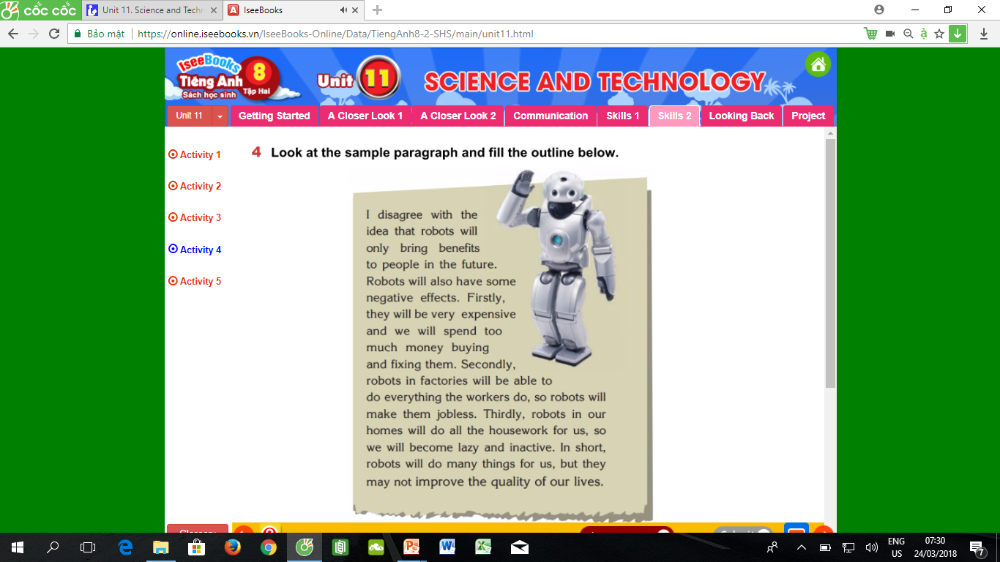 cốc cốc
Unit 11. Science and Techn
IseeBooks
Bảo mật
https://online.iseebooks.vn/IseeBooks-Online/Data/TiengAnh8-2-SHS/main/unit11.html
IseeBooks
Tiếng Anh 8
Tập Hai
Sách học sinh
Unit 11 SCIENCE AND TECHNOLOGY
Unit 11
Getting Started
A Closer Look 1
A Closer Look 2
Communication
Skills 1
Skills 2
Looking Back
Project
Activity 1
Activity 2
Activity 3
Activity 4
Activity 5
4 Look at the sample paragraph and fill the outline below.
I disagree with the
idea that robots will
only bring benefits
to people in the future.
Robots will also have some
negative effects. Firstly,
they will be very expensive
and we will spend too
much money buying
and fixing them. Secondly,
robots in factories will be able to
do everything the workers do, so robots will
make them jobless. Thirdly, robots in our
homes will do all the housework for us, so
we will become lazy and inactive. In short,
robots will do many things for us, but they
may not improve the quality of our lives.
ENG
US
07:30
24/03/2018
7